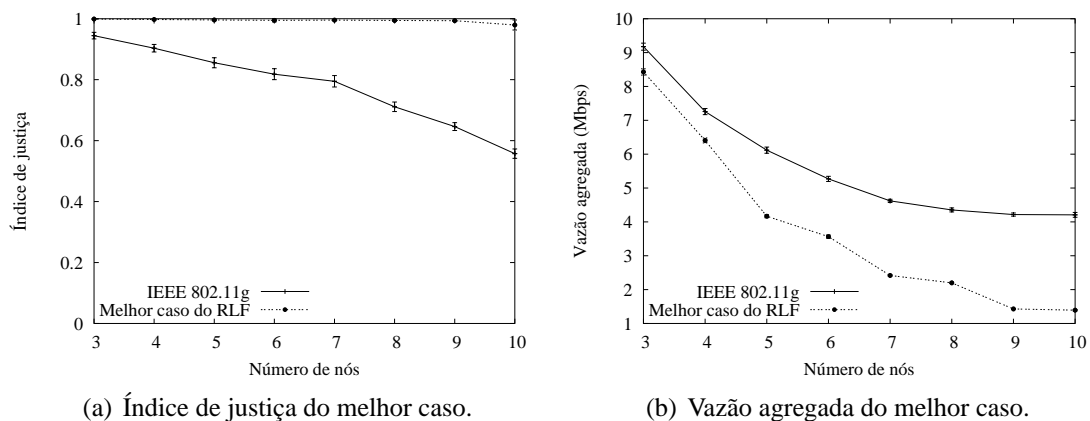 1
0.8
0.6
0.4
0.2
0
3 4 5 6 7 8 9 10
Índice de justiça
Número de nós
IEEE 802.11g
Melhor caso do RLF
(a) Índice de justiça do melhor caso.
10
9
8
7
6
5
4
3
2
1
3 4 5 6 7 8 9 10
Vazão agregada (Mbps)
Número de nós
IEEE 802.11g
Melhor caso do RLF
(b) Vazão agregada do melhor caso.